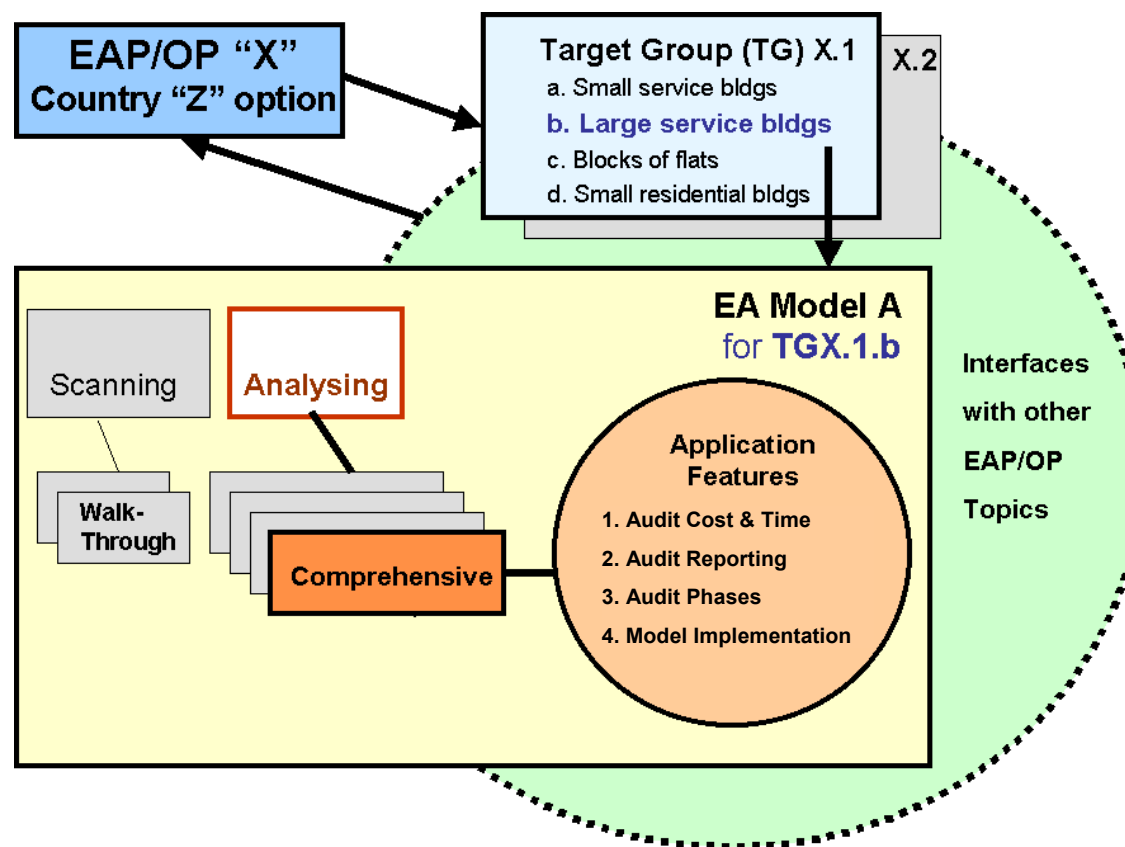 EAP/OP “X”
Country “Z” option
Target Group (TG) X.1
a. Small service bldgs
b. Large service bldgs
c. Blocks of flats
d. Small residential bldgs
X.2
EA Model A
for TGX.1.b
Scanning
Analysing
Walk-
Through
Comprehensive
Application
Features
1. Audit Cost & Time
2. Audit Reporting
3. Audit Phases
4. Model Implementation
Interfaces
with other
EAP/OP
Topics